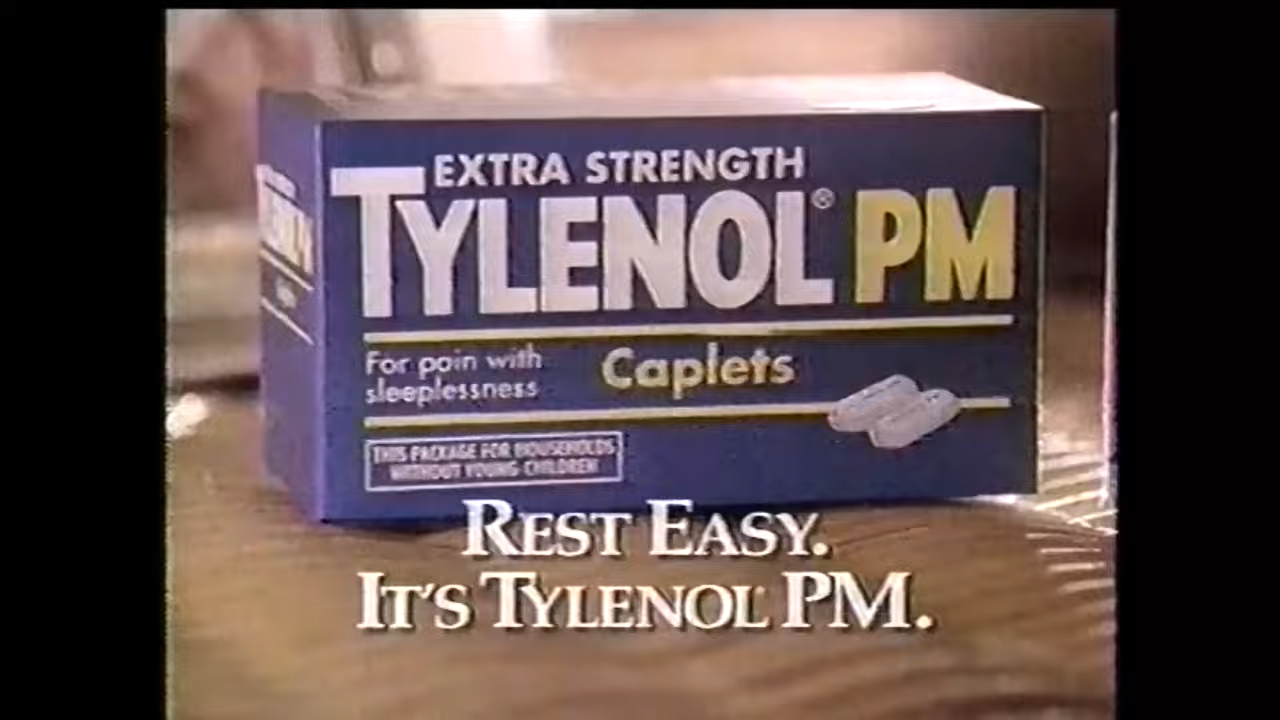 EXTRA STRENGTH
TYLENOL® PM
For pain with
sleeplessness
Caplets
THIS PACKAGE FOR HOUSEHOLDS
WITHOUT YOUNG CHILDREN
REST EASY.
IT'S TYLENOL PM.